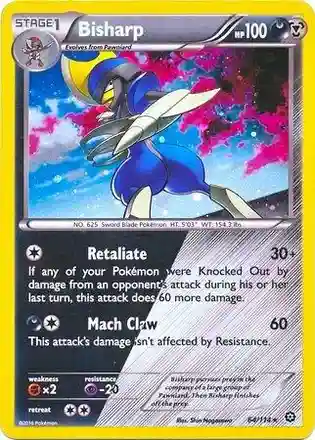 STAGE1 Bisharp HP100
Evolves from Pawniard
NO. 625 Sword Blade Pokémon HT: 5'03" WT: 154.3 lbs
Retaliate 30+
If any of your Pokémon were Knocked Out by
damage from an opponent's attack during his or her
last turn, this attack does 60 more damage.
Mach Claw 60
This attack's damage isn't affected by Resistance.
weakness resistance
×2 -20
retreat
Bisharp pursues prey in the
company of a large group
of Pawniard. Then Bisharp
finishes off the prey.
©2016 Pokémon
Illus. Shin Nagasawa
64/114 ★